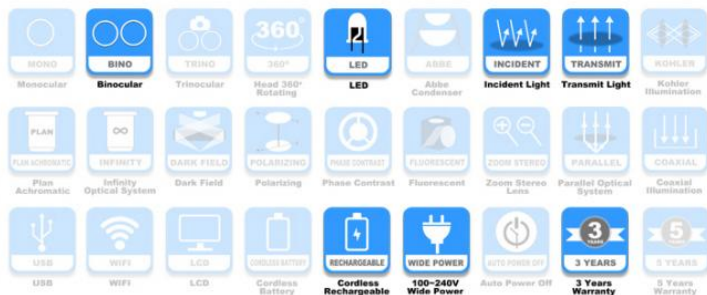 360°
MONO BINO TRINO 360° LED ABBE INCIDENT TRANSMIT KOHLER
Monocular Binocular Trinocular Head 360° Rotating LED Abbe Condenser Incident Light Transmit Light Kohler Illumination
PLAN ∞
PLAN ACHROMATIC INFINITY DARK FIELD POLARIZING PHASE CONTRAST FLUORESCENT ZOOM STEREO PARALLEL COAXIAL
Plan Achromatic Infinity Optical System Dark Field Polarizing Phase Contrast Fluorescent Zoom Stereo Lens Parallel Optical System Coaxial Illumination
3 YEARS 5 YEARS
USB WIFI LCD CORDLESS BATTERY RECHARGEABLE WIDE POWER AUTO POWER OFF 3 YEARS 5 YEARS
USB WIFI LCD Cordless Battery Cordless Rechargeable 100~240V Wide Power Auto Power Off 3 Years Warranty 5 Years Warranty